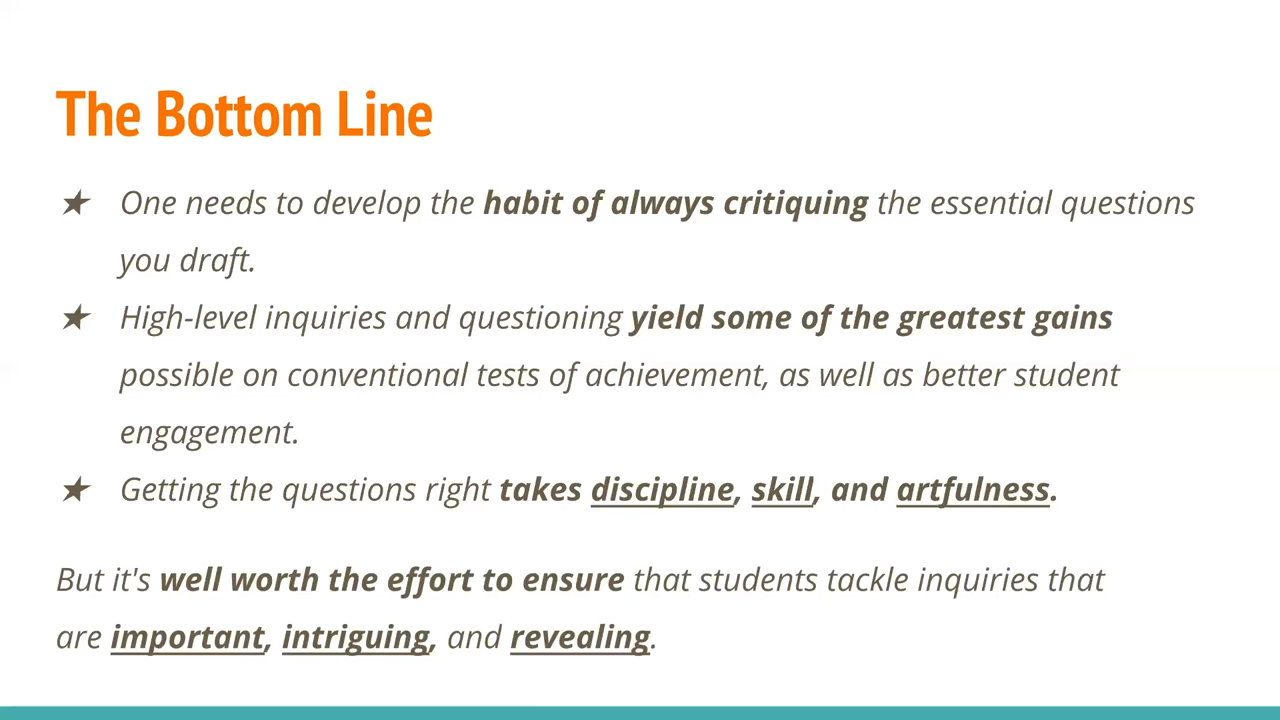 The Bottom Line
★ One needs to develop the habit of always critiquing the essential questions
you draft.
★ High-level inquiries and questioning yield some of the greatest gains
possible on conventional tests of achievement, as well as better student
engagement.
★ Getting the questions right takes discipline, skill, and artfulness.
But it's well worth the effort to ensure that students tackle inquiries that
are important, intriguing, and revealing.